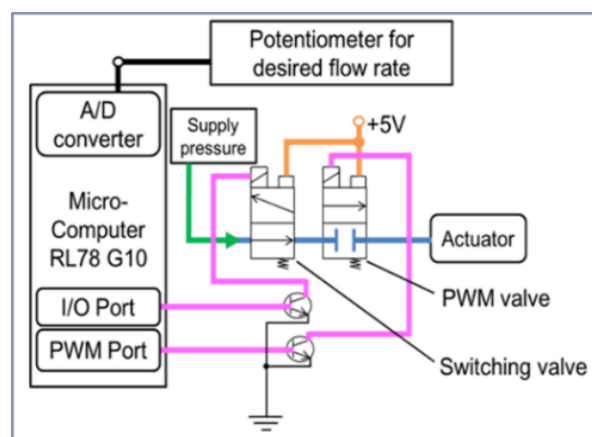 Potentiometer for
desired flow rate
A/D
converter
Supply
pressure
+5V
Micro-
Computer
RL78 G10
Actuator
I/O Port
PWM valve
PWM Port
Switching valve